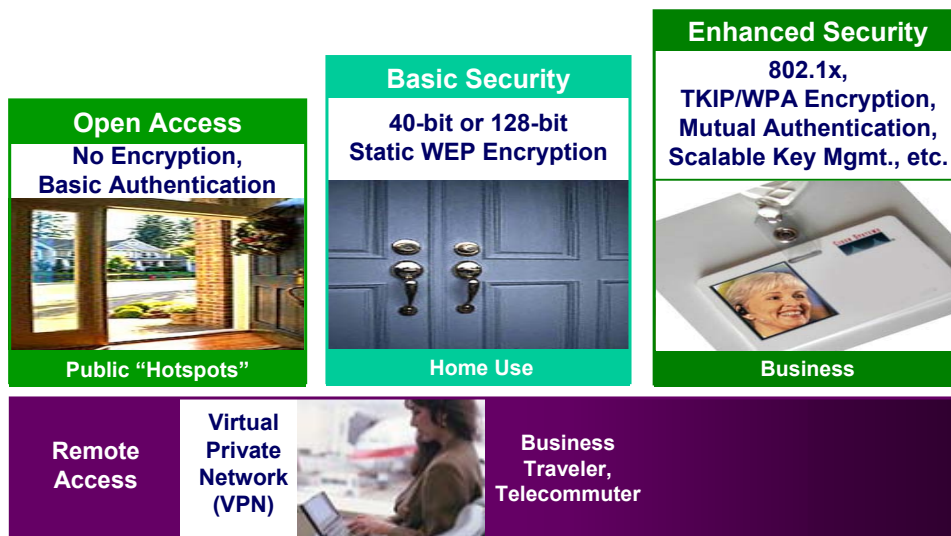 Open Access
No Encryption,
Basic Authentication
Public “Hotspots”
Basic Security
40-bit or 128-bit
Static WEP Encryption
Home Use
Enhanced Security
802.1x,
TKIP/WPA Encryption,
Mutual Authentication,
Scalable Key Mgmt., etc.
CISCO SYSTEMS
Business
Remote
Access
Virtual
Private
Network
(VPN)
Business
Traveler,
Telecommuter